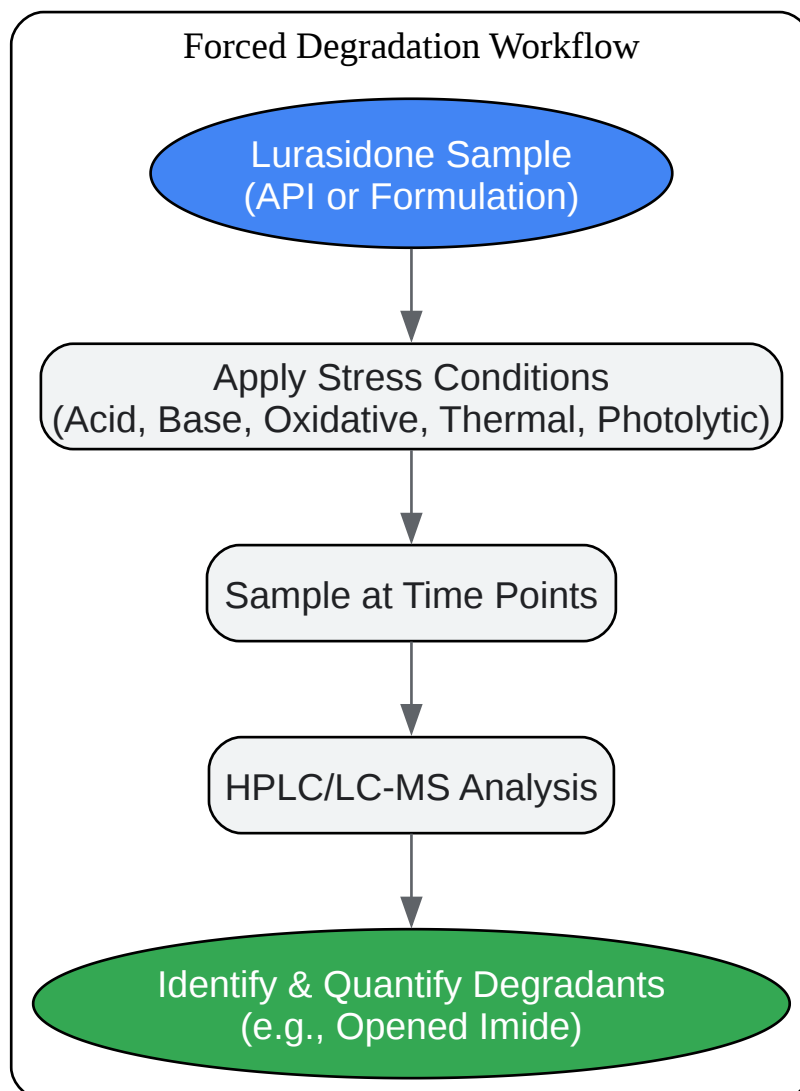 Forced Degradation Workflow
Lurasidone Sample
(API or Formulation)
Apply Stress Conditions
(Acid, Base, Oxidative, Thermal, Photolytic)
Sample at Time Points
HPLC/LC-MS Analysis
Identify & Quantify Degradants
(e.g., Opened Imide)